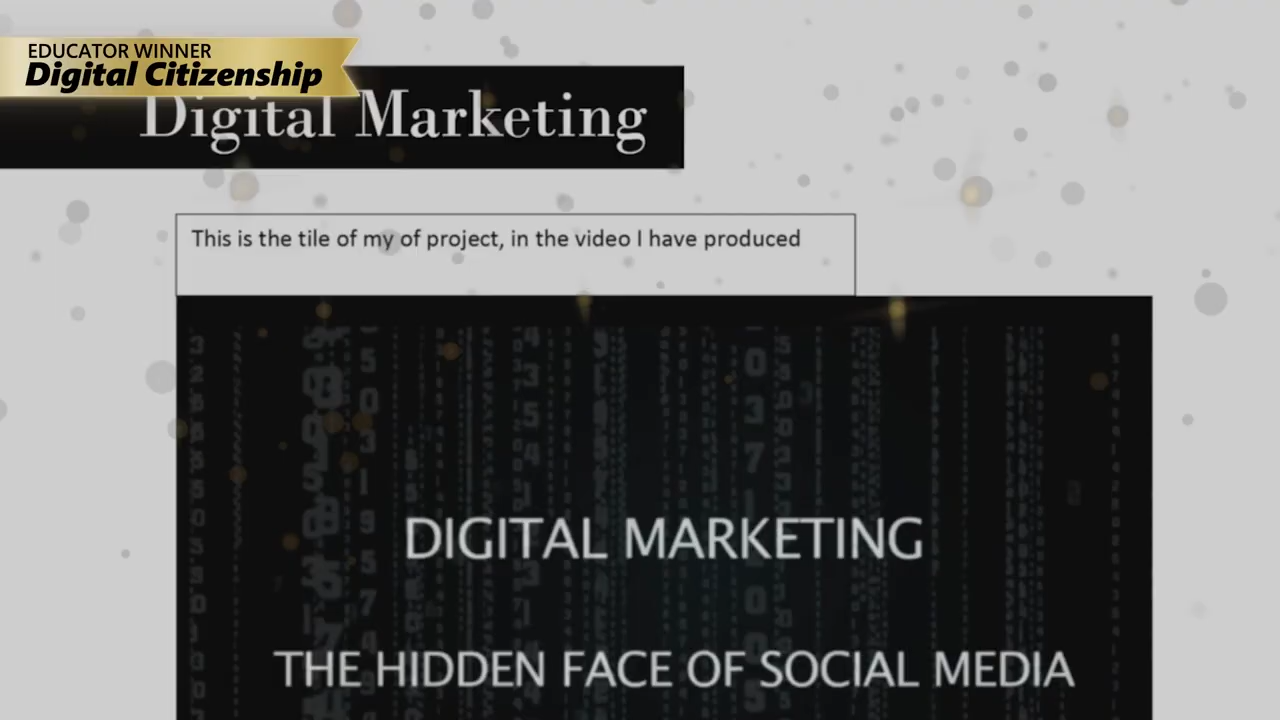 EDUCATOR WINNER
Digital Citizenship
Digital Marketing
This is the tile of my of project, in the video I have produced
DIGITAL MARKETING
THE HIDDEN FACE OF SOCIAL MEDIA